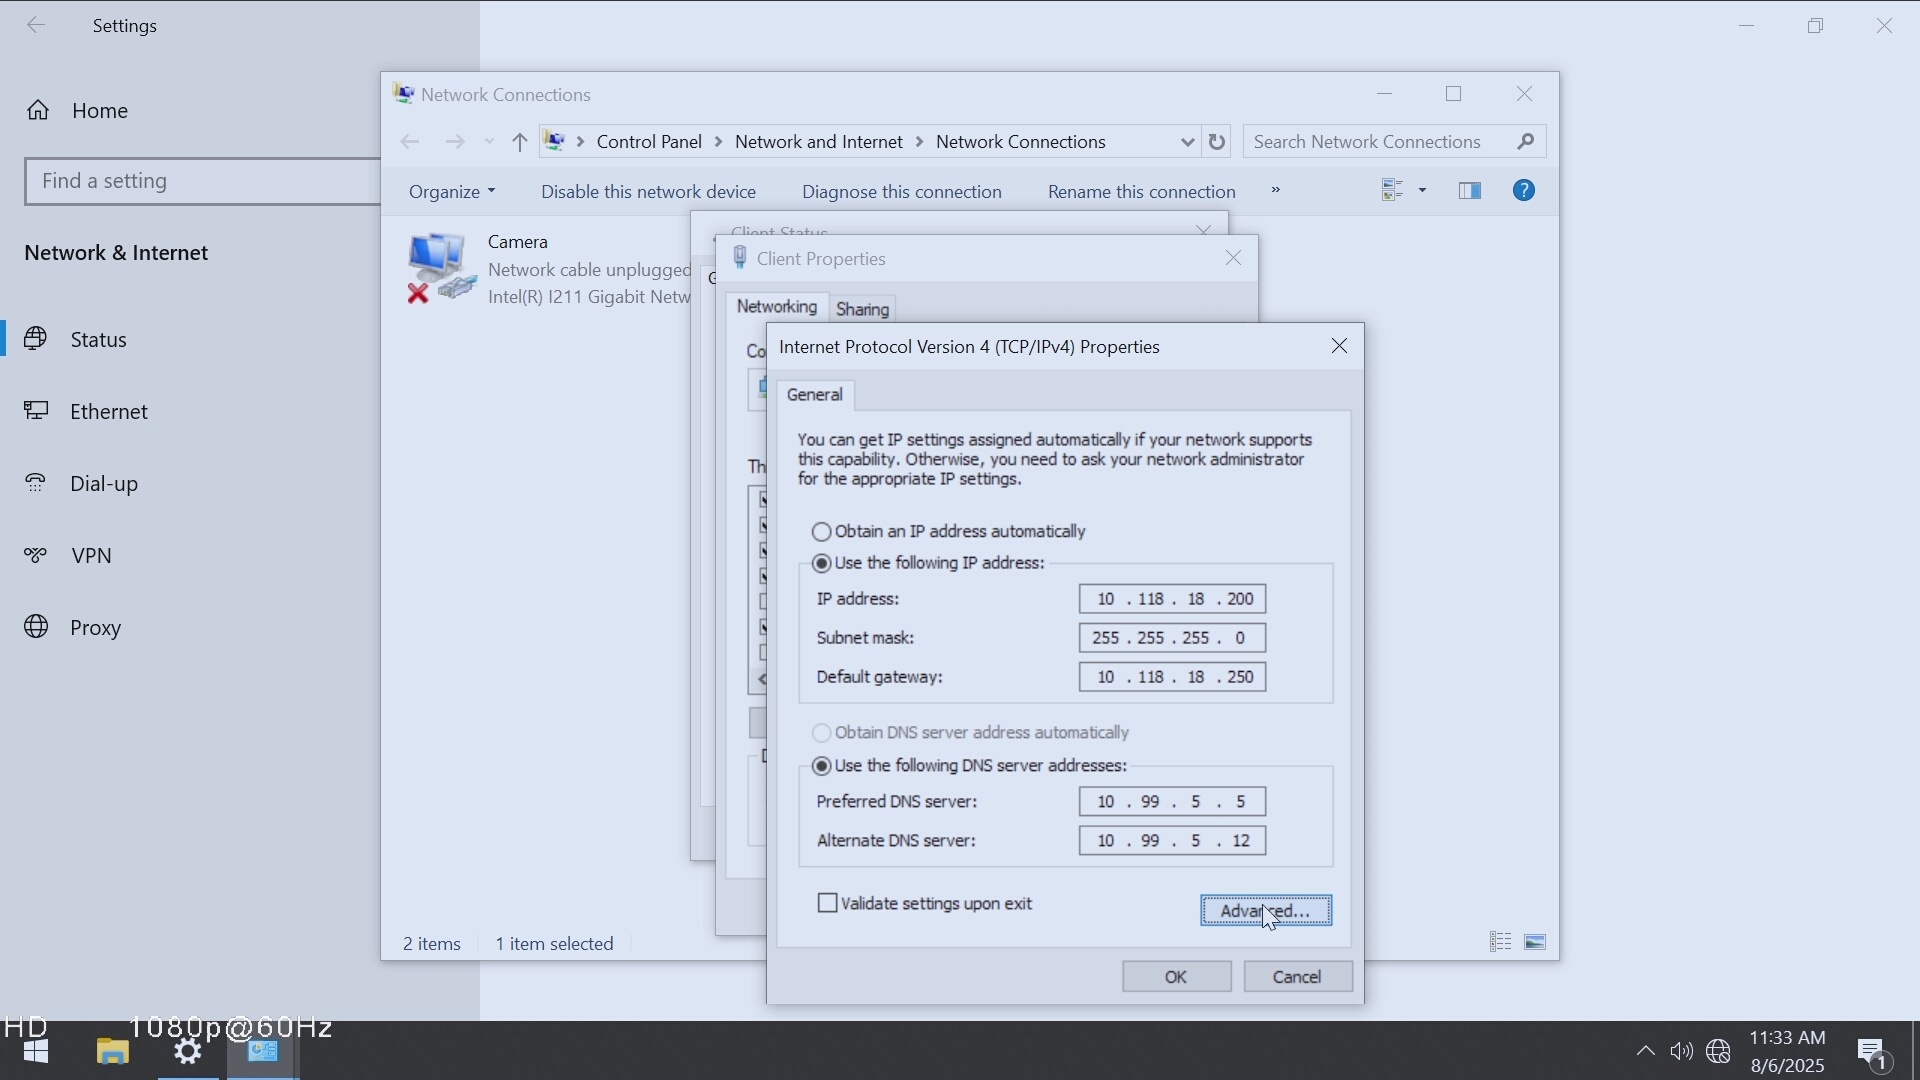 Settings
Home
Find a setting
Network & Internet
Status
Ethernet
Dial-up
VPN
Proxy
Network Connections
Control Panel > Network and Internet > Network Connections
Search Network Connections
Organize
Disable this network device
Diagnose this connection
Rename this connection
»
Camera
Network cable unplugged
Intel(R) I211 Gigabit Netw
Client Status
G
Client Properties
Networking
Sharing
Co
Th
Internet Protocol Version 4 (TCP/IPv4) Properties
General
You can get IP settings assigned automatically if your network supports
this capability. Otherwise, you need to ask your network administrator
for the appropriate IP settings.
Obtain an IP address automatically
Use the following IP address:
IP address: 10 . 118 . 18 . 200
Subnet mask: 255 . 255 . 255 . 0
Default gateway: 10 . 118 . 18 . 250
Obtain DNS server address automatically
Use the following DNS server addresses:
Preferred DNS server: 10 . 99 . 5 . 5
Alternate DNS server: 10 . 99 . 5 . 12
Validate settings upon exit
Advanced...
OK
Cancel
2 items
1 item selected
HD 1080p@60Hz
11:33 AM
8/6/2025
1